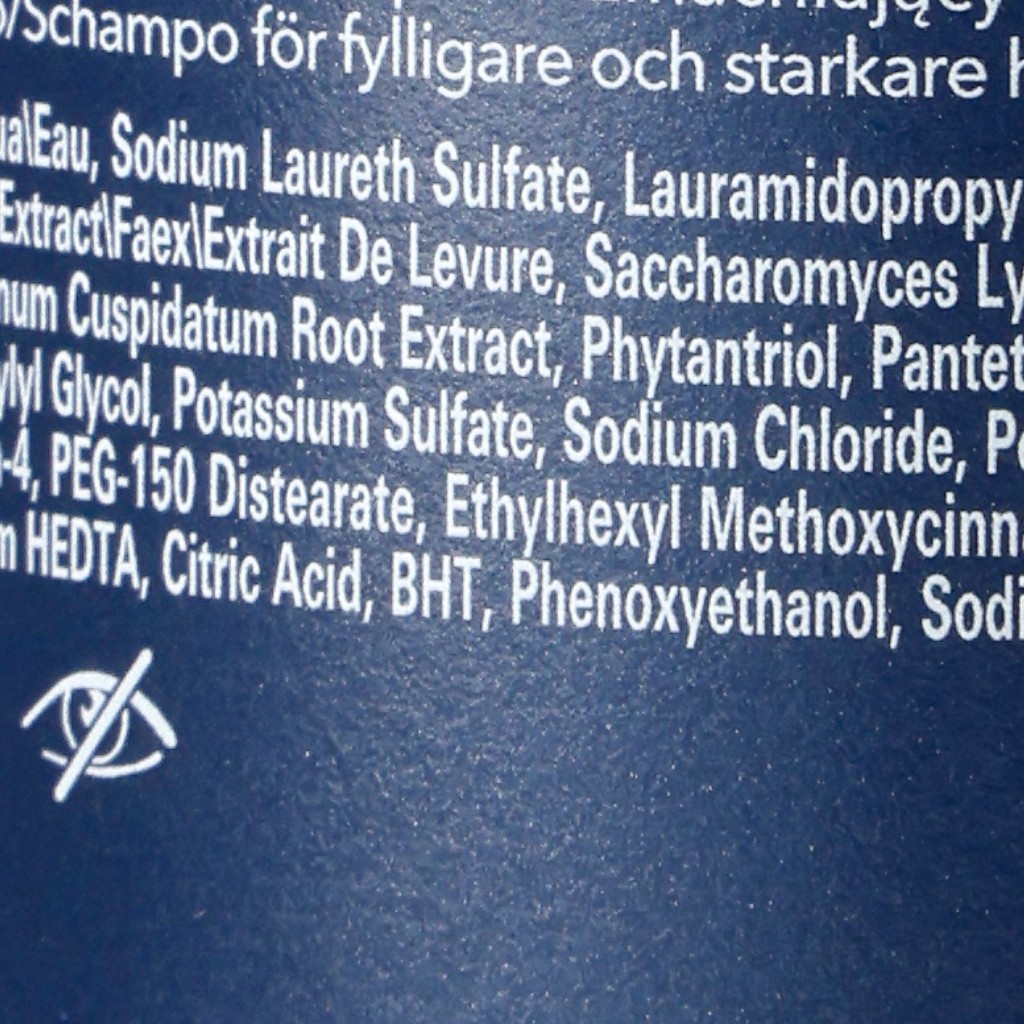 /Schampo för fylligare och starkare
\Eau, Sodium Laureth Sulfate, Lauramidopropy
Extract\Faex\Extrait De Levure, Saccharomyces Ly
num Cuspidatum Root Extract, Phytantriol, Pantet
ylyl Glycol, Potassium Sulfate, Sodium Chloride, P
-4, PEG-150 Distearate, Ethylhexyl Methoxycinn
m HEDTA, Citric Acid, BHT, Phenoxyethanol, Sodi